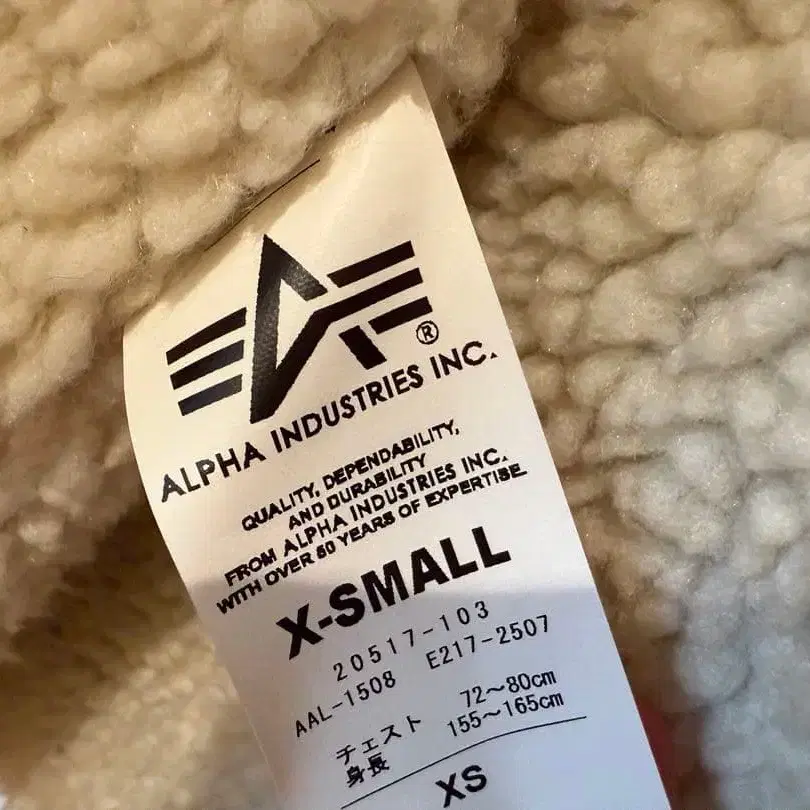 ®
ALPHA INDUSTRIES INC.
QUALITY, DEPENDABILITY,
AND DURABILITY
FROM ALPHA INDUSTRIES INC.
WITH OVER 50 YEARS OF EXPERTISE.
X-SMALL
20517-103
AAL-1508 E217-2507
チェスト 72～80cm
身長 155～165cm
XS